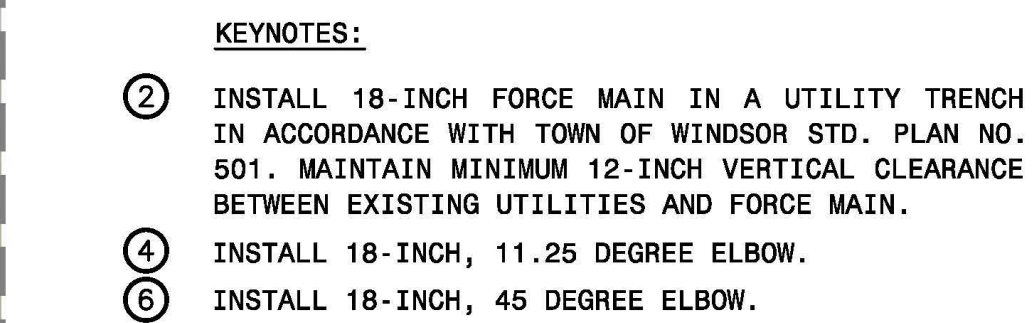 KEYNOTES:
2 INSTALL 18-INCH FORCE MAIN IN A UTILITY TRENCH
IN ACCORDANCE WITH TOWN OF WINDSOR STD. PLAN NO.
501. MAINTAIN MINIMUM 12-INCH VERTICAL CLEARANCE
BETWEEN EXISTING UTILITIES AND FORCE MAIN.
4 INSTALL 18-INCH, 11.25 DEGREE ELBOW.
6 INSTALL 18-INCH, 45 DEGREE ELBOW.